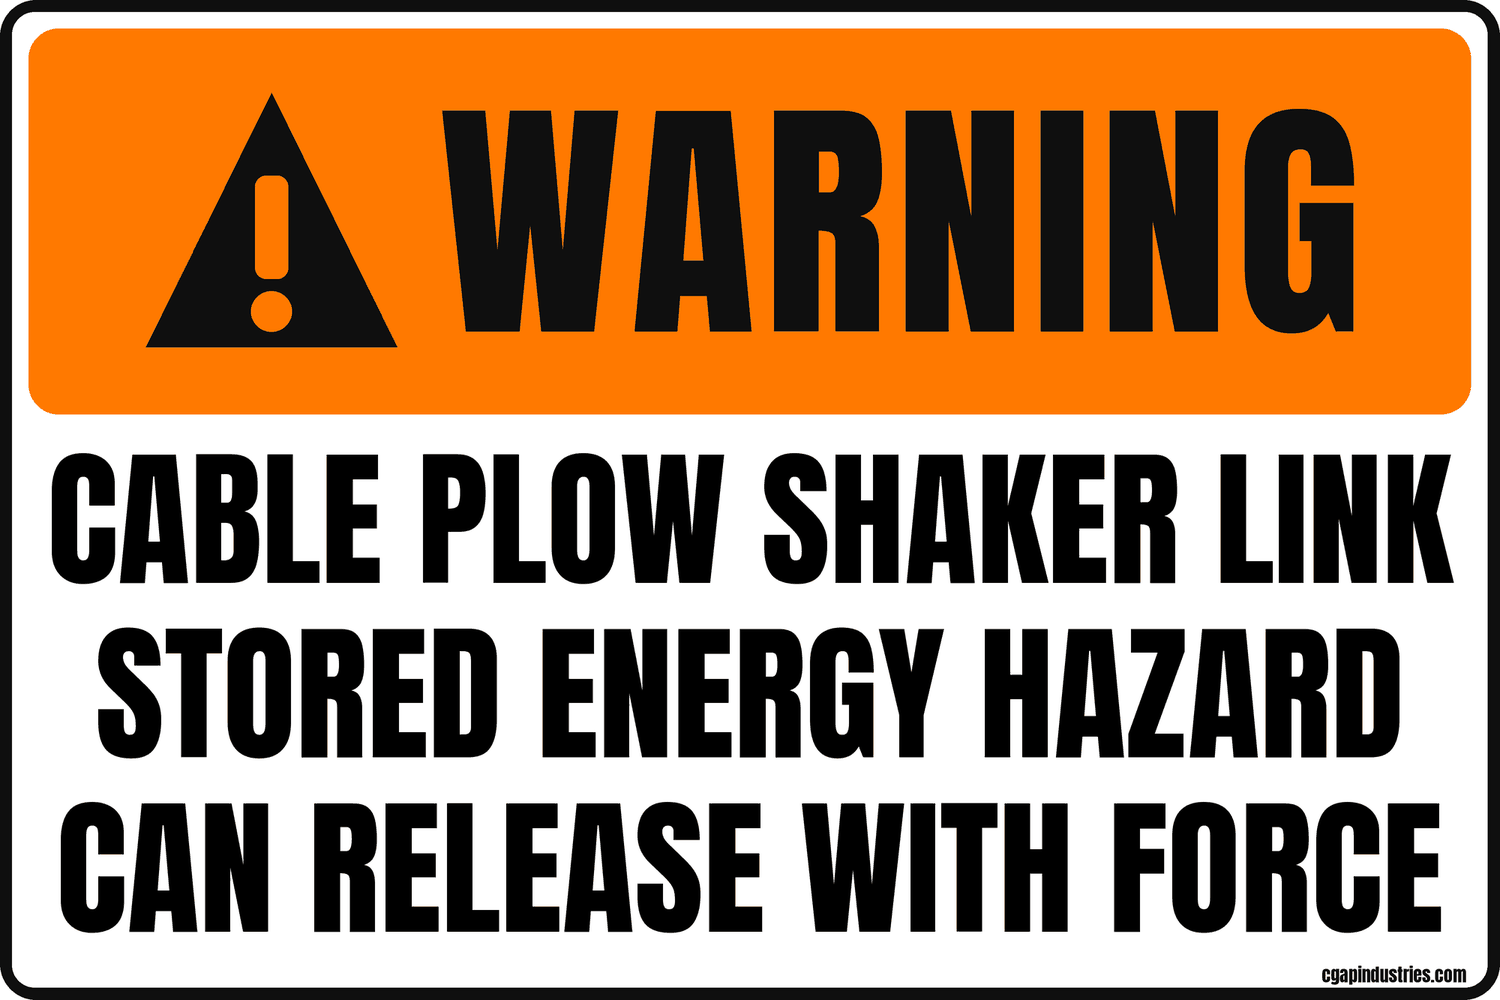 WARNING
CABLE PLOW SHAKER LINK
STORED ENERGY HAZARD
CAN RELEASE WITH FORCE
cgapindustries.com